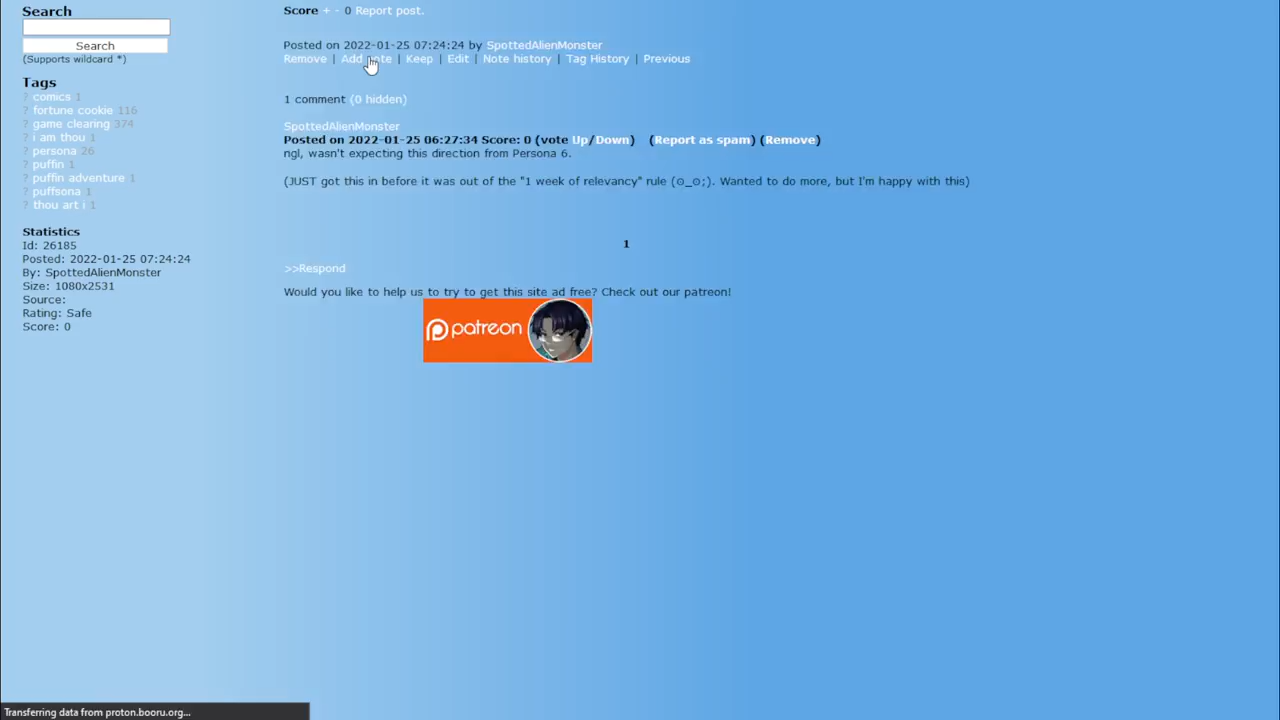 Search
Search
(Supports wildcard *)
Tags
? comics 1
? fortune cookie 116
? game clearing 374
? i am thou 1
? persona 26
? puffin 1
? puffin adventure 1
? puffsona 1
? thou art i 1
Statistics
Id: 26185
Posted: 2022-01-25 07:24:24
By: SpottedAlienMonster
Size: 1080x2531
Source:
Rating: Safe
Score: 0
Score + - 0 Report post.
Posted on 2022-01-25 07:24:24 by SpottedAlienMonster
Remove | Add note | Keep | Edit | Note history | Tag History | Previous
1 comment (0 hidden)
SpottedAlienMonster
Posted on 2022-01-25 06:27:34 Score: 0 (vote Up/Down) (Report as spam) (Remove)
ngl, wasn't expecting this direction from Persona 6.
(JUST got this in before it was out of the "1 week of relevancy" rule (⊙_⊙;). Wanted to do more, but I'm happy with this)
1
>>Respond
Would you like to help us to try to get this site ad free? Check out our patreon!
patreon
Transferring data from proton.booru.org...